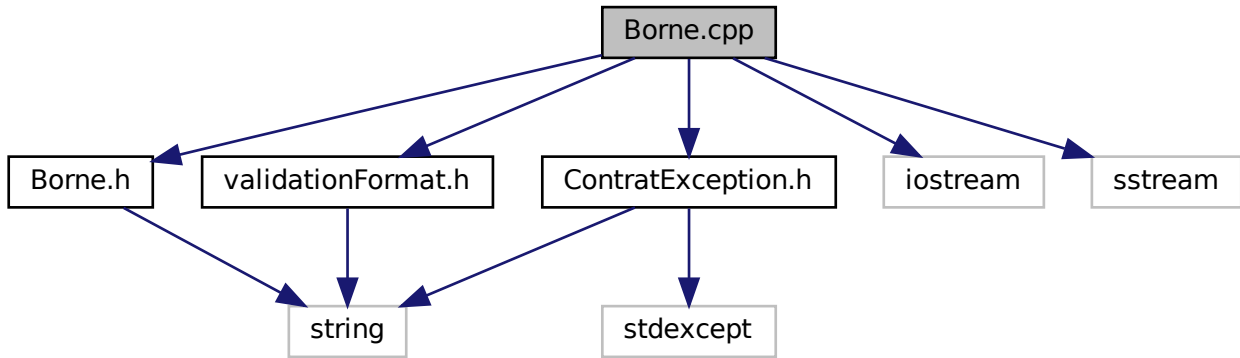 Borne.cpp
Borne.h
validationFormat.h
ContratException.h
iostream
sstream
string
stdexcept